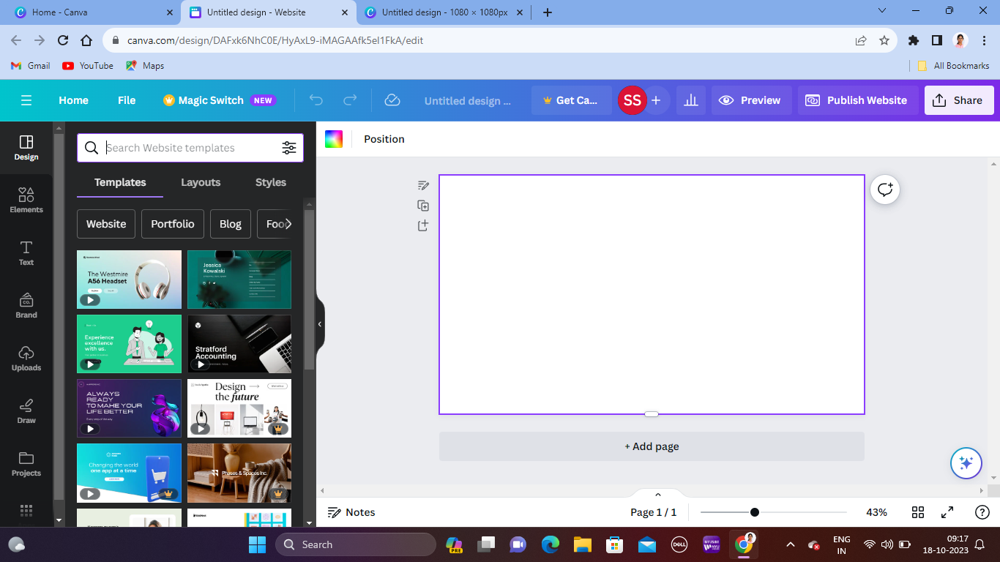 Home - Canva
Untitled design - Website
Untitled design - 1080 × 1080px
canva.com/design/DAFxk6NhC0E/HyAxL9-iMAGAAfk5el1FkA/edit
Gmail
YouTube
Maps
All Bookmarks
Home
File
Magic Switch NEW
Untitled design ...
Get Ca...
SS
Preview
Publish Website
Share
Design
Elements
Text
CO.
Brand
Uploads
Draw
Projects
Search Website templates
Templates
Layouts
Styles
Website
Portfolio
Blog
Foo
The Westmire
A56 Headset
Jessica
Kowalski
Experience
excellence
with us.
Stratford
Accounting
ALWAYS
READY
TO MAKE YOUR
LIFE BETTER
Design
the future
Changing the world
one app at a time
Phases & Spaces Inc.
Position
+ Add page
Notes
Page 1 / 1
43%
Search
PRE
DELL
ENG
IN
09:17
18-10-2023